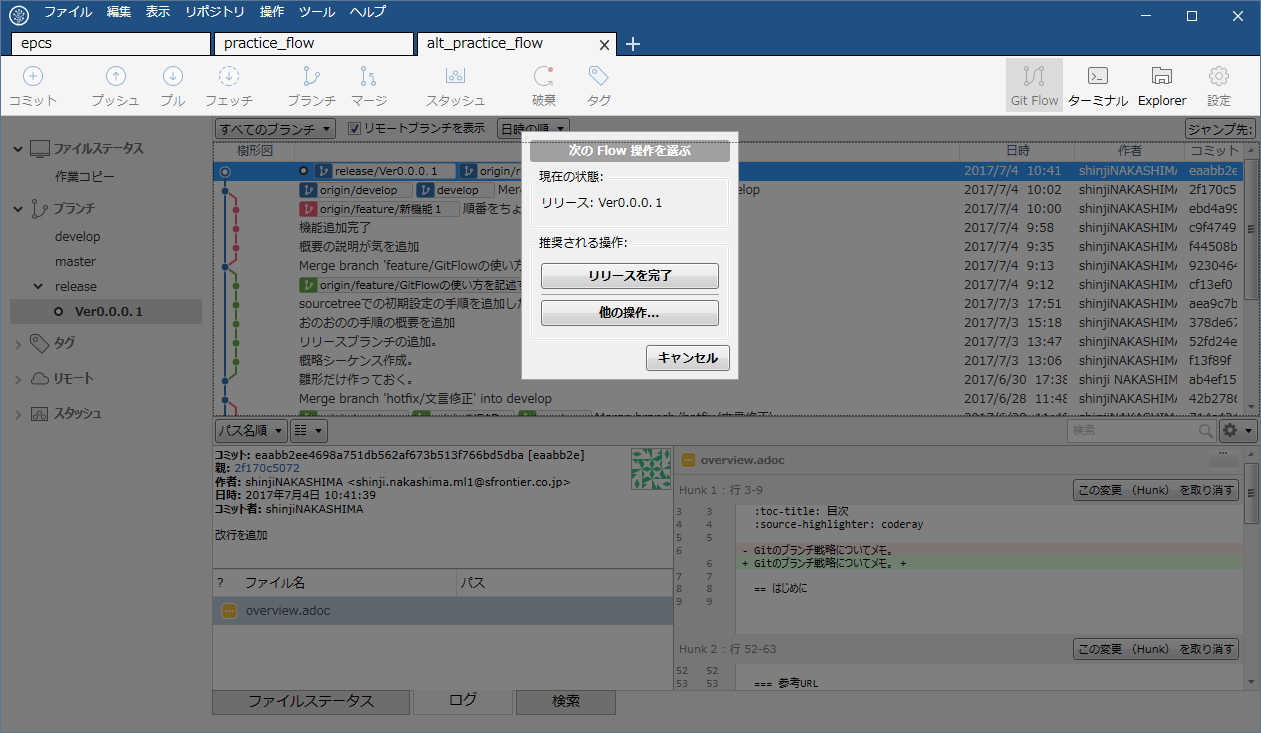 ファイル 編集 表示 リポジトリ 操作 ツール ヘルプ
epcs practice_flow alt_practice_flow
コミット プッシュ プル フェッチ ブランチ マージ スタッシュ 破棄 タグ Git Flow ターミナル Explorer 設定
ファイルステータス
作業コピー
ブランチ
develop
master
release
Ver0.0.0.1
タグ
リモート
スタッシュ
すべてのブランチ リモートブランチを表示 日時の順 ジャンプ先:
樹形図 日時 作者 コミット
release/Ver0.0.0.1 2017/7/4 10:41 shinjiNAKASHIMA eaabb2e
origin/develop develop 2017/7/4 10:02 shinjiNAKASHIMA 2f170c5
origin/feature/新機能1 順番をちょ 2017/7/4 10:00 shinjiNAKASHIMA ebd4a99
機能追加完了 2017/7/4 9:58 shinjiNAKASHIMA c9f4749
概要の説明が気を追加 2017/7/4 9:35 shinjiNAKASHIMA f44508b
Merge branch 'feature/GitFlowの使い方 2017/7/4 9:13 shinjiNAKASHIMA 9230464
origin/feature/GitFlowの使い方を記述す 2017/7/4 9:12 shinjiNAKASHIMA cf13ef0
sourcetreeでの初期設定の手順を追加した 2017/7/3 17:51 shinjiNAKASHIMA aea9c7b
おのおのの手順の概要を追加 2017/7/3 15:18 shinjiNAKASHIMA 378de67
リリースブランチの追加。 2017/7/3 13:47 shinjiNAKASHIMA 52fd24e
概略シーケンス作成。 2017/7/3 13:06 shinjiNAKASHIMA f13f89f
雛形だけ作っておく。 2017/6/30 17:38 shinji NAKASHIMA ab4ef15
Merge branch 'hotfix/文言修正' into develop 2017/6/28 11:48 shinjiNAKASHIMA 42b2786
次の Flow 操作を選ぶ
現在の状態:
リリース: Ver0.0.0.1
推奨される操作:
リリースを完了
他の操作...
キャンセル
パス名順 検索
コミット: eaabb2ee4698a751db562af673b513f766bd5dba [eaabb2e]
親: 2f170c5072
作者: shinjiNAKASHIMA <shinji.nakashima.ml1@sfrontier.co.jp>
日時: 2017年7月4日 10:41:39
コミット者: shinjiNAKASHIMA
改行を追加
? ファイル名 パス
overview.adoc
overview.adoc
Hunk 1 : 行 3-9 この変更 (Hunk) を取り消す
3 3 :toc-title: 目次
4 4 :source-highlighter: coderay
5 5
6 - Gitのブランチ戦略についてメモ。
6 + Gitのブランチ戦略についてメモ。 +
7 7
8 8 == はじめに
9 9
Hunk 2 : 行 52-63 この変更 (Hunk) を取り消す
52 52
53 53 === 参考URL
ファイルステータス ログ 検索